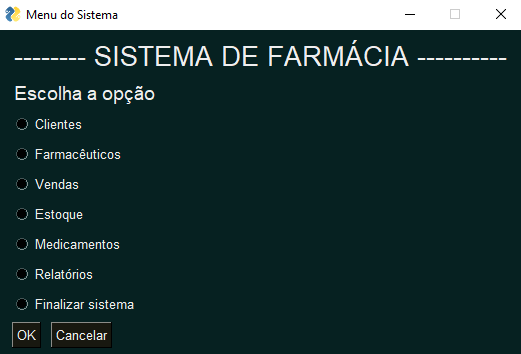 Menu do Sistema
-------- SISTEMA DE FARMÁCIA ----------
Escolha a opção
Clientes
Farmacêuticos
Vendas
Estoque
Medicamentos
Relatórios
Finalizar sistema
OK Cancelar